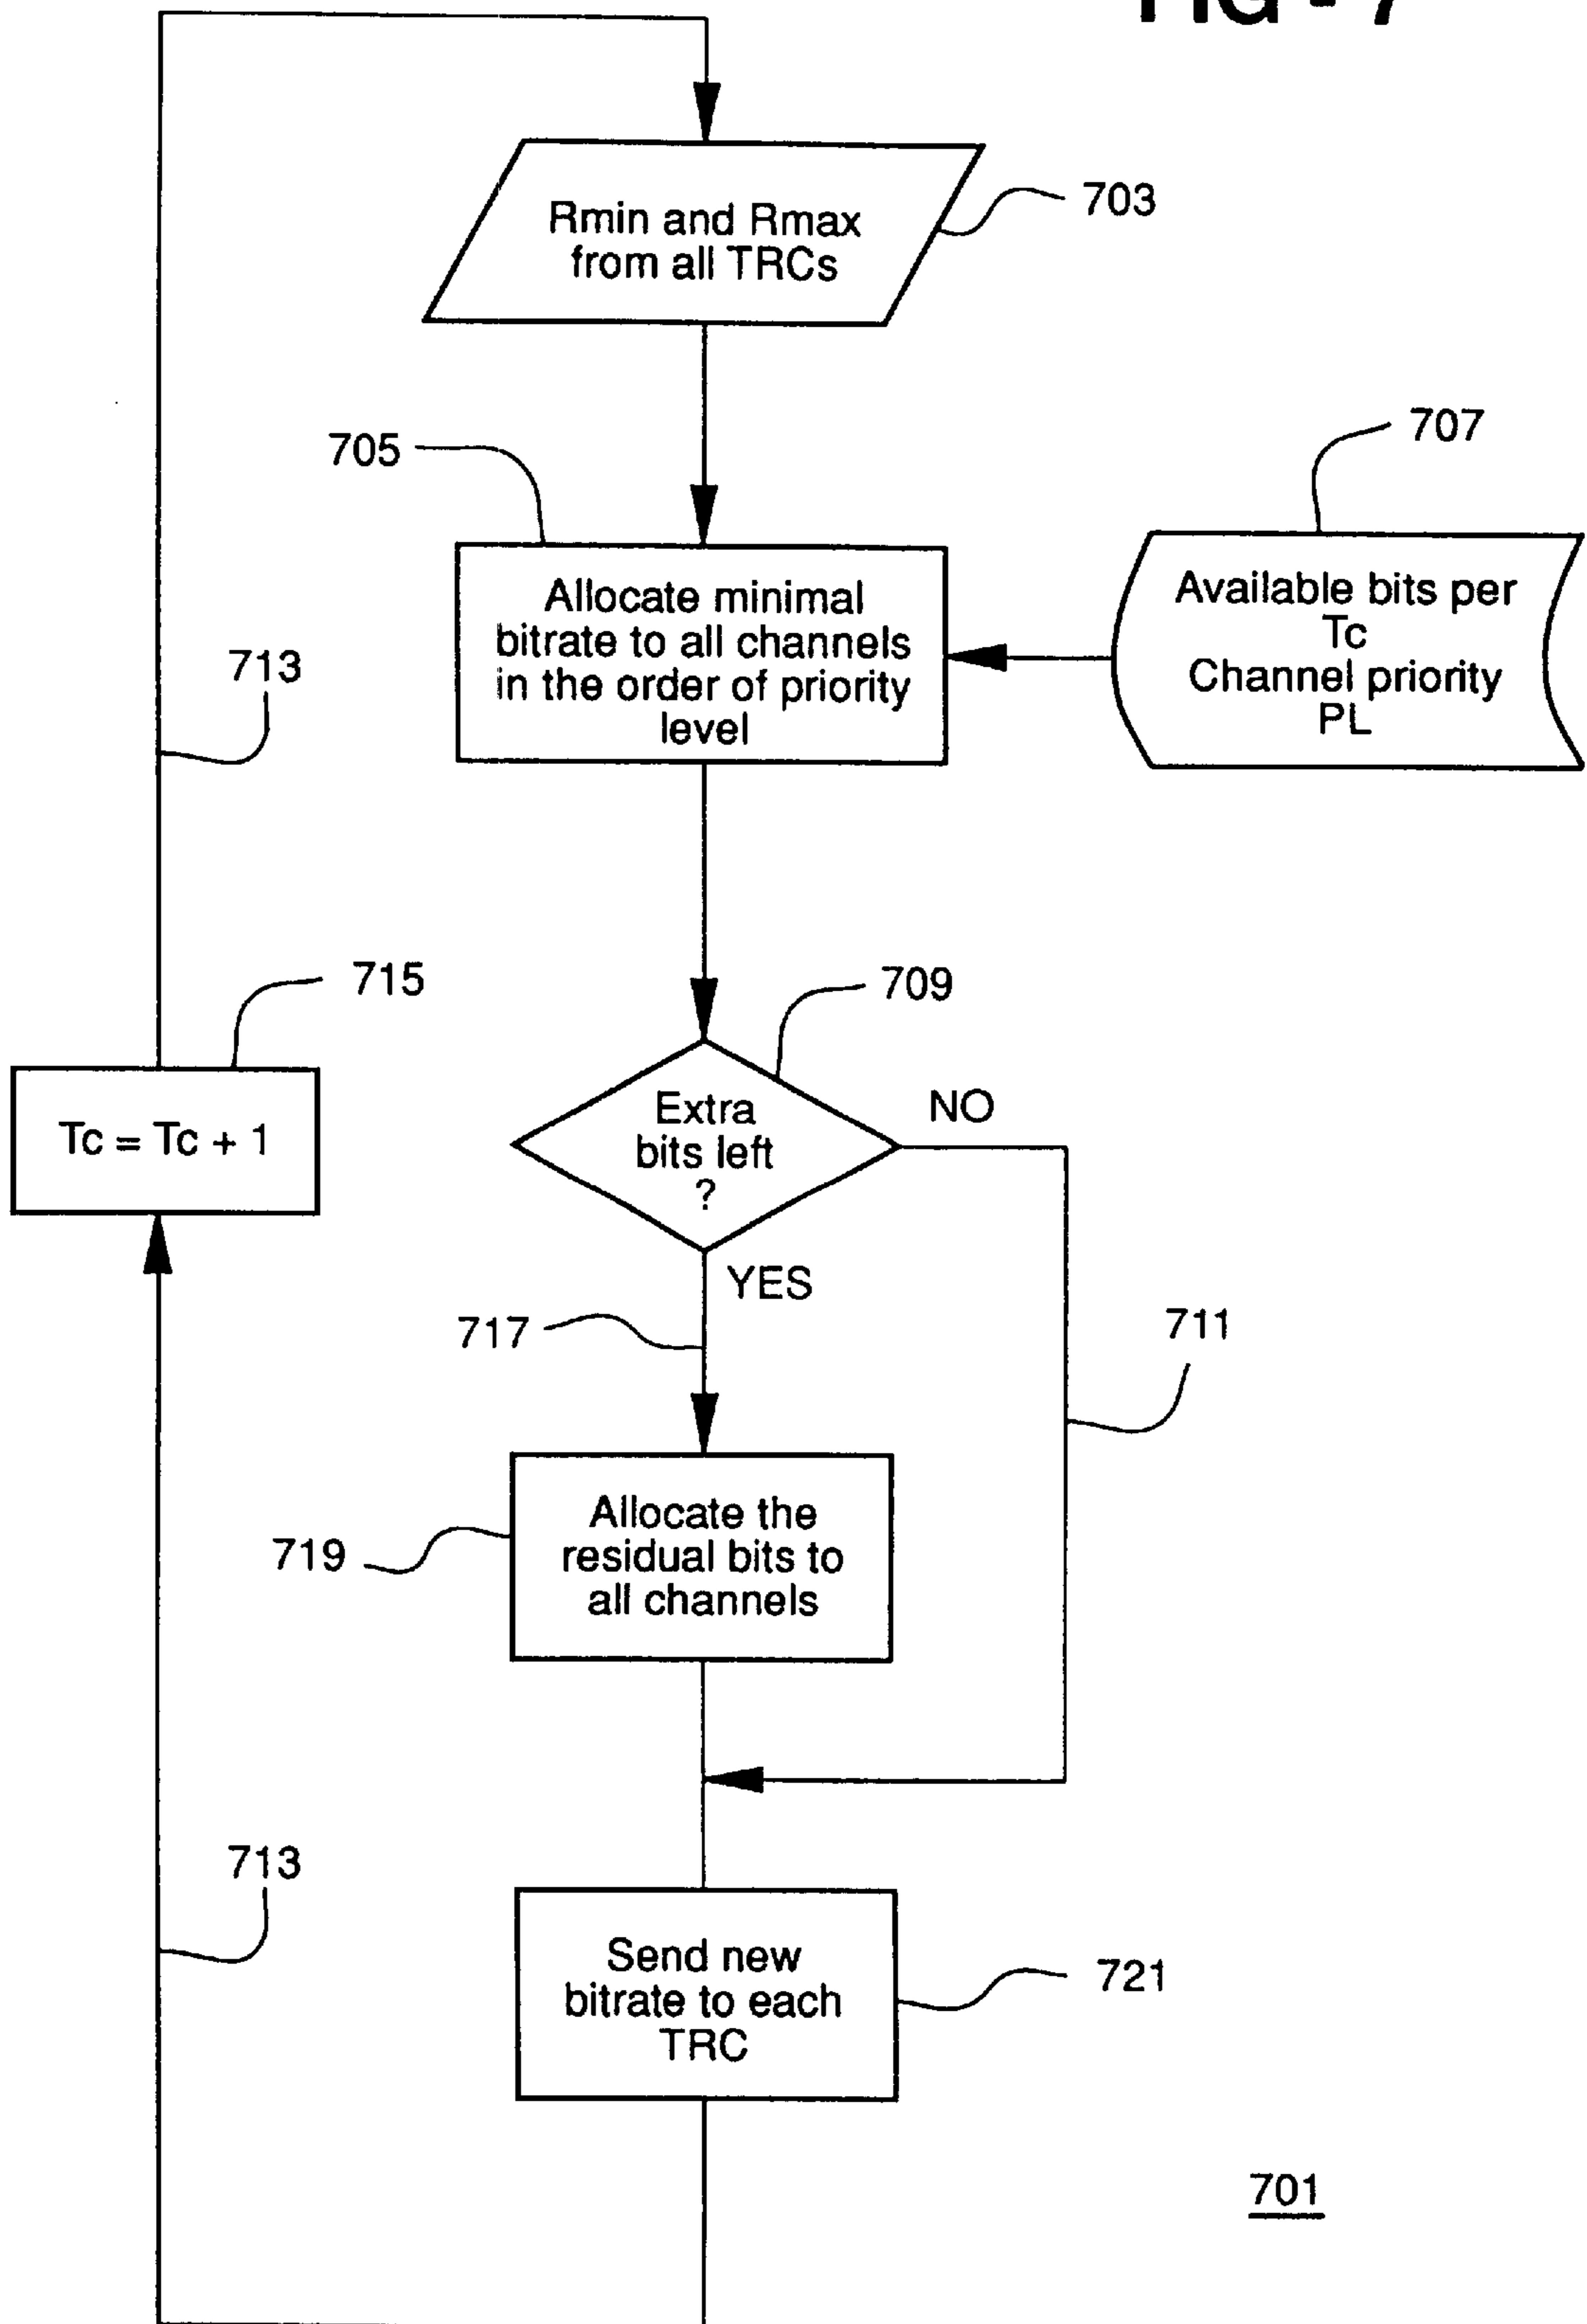 FIG - 7
Rmin and Rmax
from all TRCs
703
705
707
Allocate minimal
bitrate to all channels
in the order of priority
level
Available bits per
Tc
Channel priority
PL
713
715
709
Tc = Tc + 1
Extra
bits left
?
NO
YES
717
711
Allocate the
residual bits to
all channels
719
713
Send new
bitrate to each
TRC
721
701